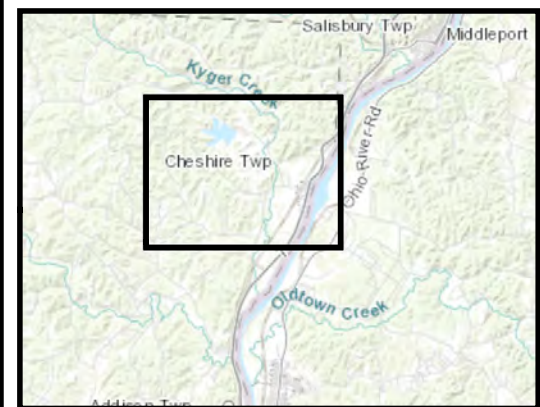 Salisbury Twp
Middleport
Kyger Creek
Cheshire Twp
Ohio-River-Rd
Oldtown Creek
Addison Twp